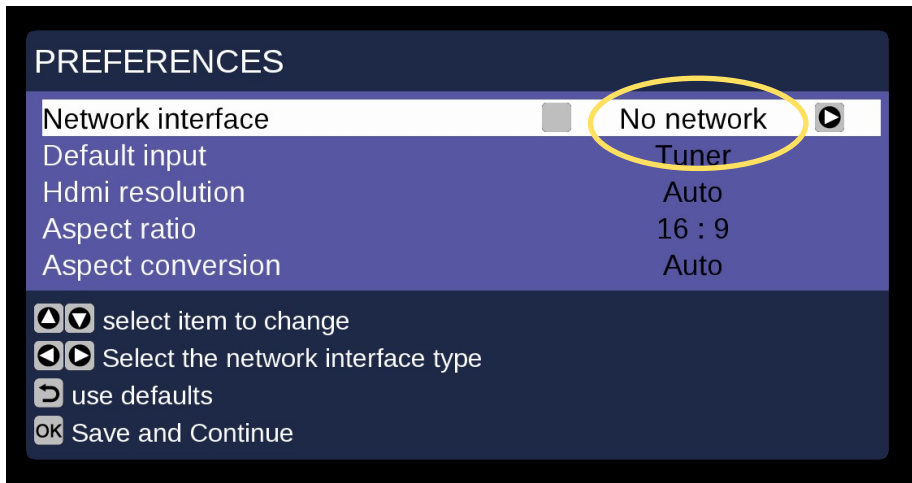 PREFERENCES
Network interface No network
Default input Tuner
Hdmi resolution Auto
Aspect ratio 16 : 9
Aspect conversion Auto
select item to change
Select the network interface type
use defaults
OK Save and Continue